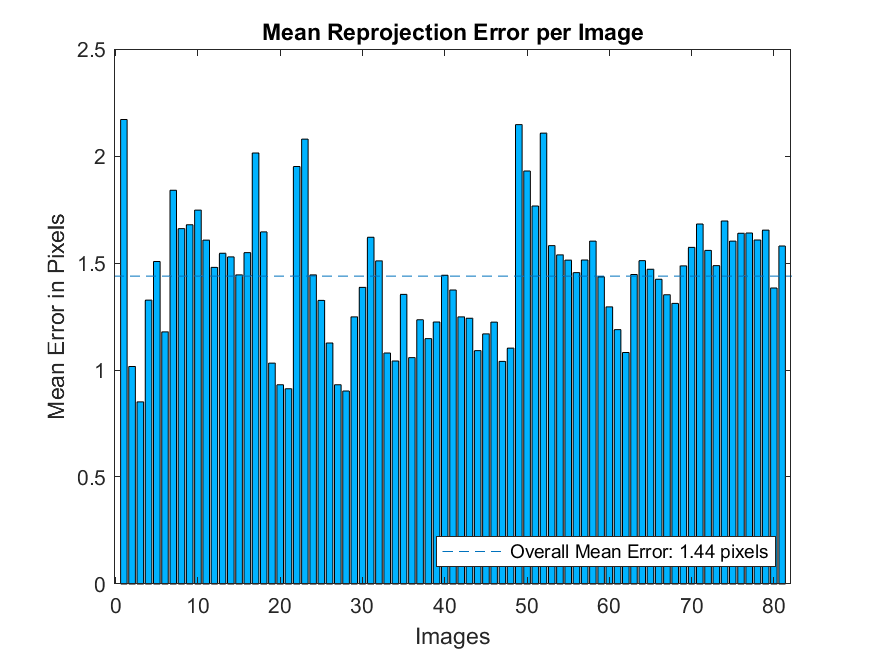 Mean Reprojection Error per Image
2.5
2
1.5
1
0.5
0
Mean Error in Pixels
Overall Mean Error: 1.44 pixels
0 10 20 30 40 50 60 70 80
Images